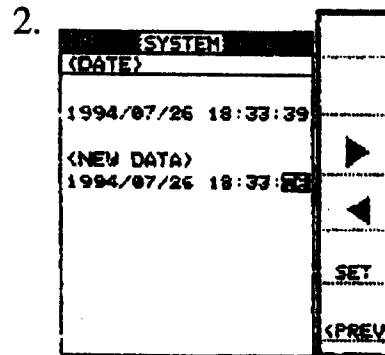 2.
SYSTEM
<DATE>
1994/07/26 18:33:39
<NEW DATA>
1994/07/26 18:33:
SET
<PREV